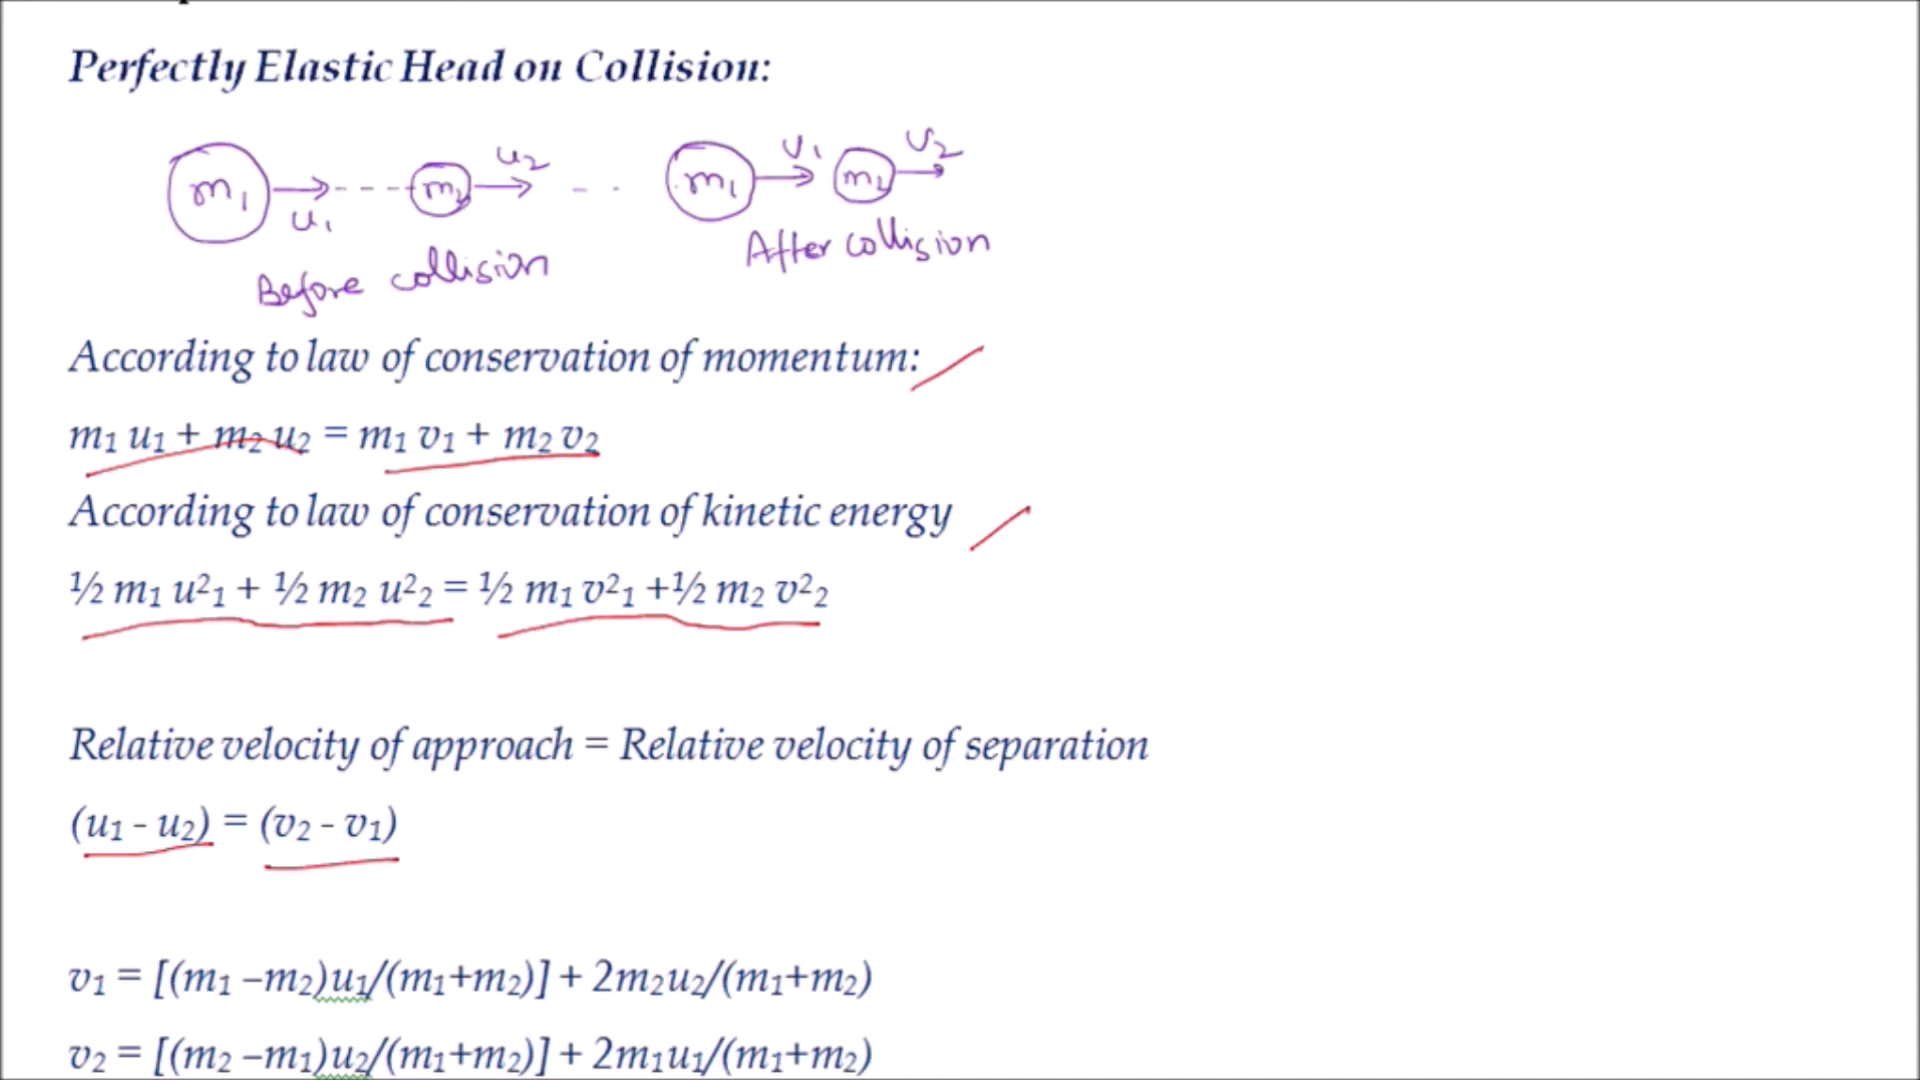 Perfectly Elastic Head on Collision:
m₁ u₁ m₂ u₂ m₁ v₁ m₂ v₂
Before collision After collision
According to law of conservation of momentum:
m₁ u₁ + m₂ u₂ = m₁ v₁ + m₂ v₂
According to law of conservation of kinetic energy
½ m₁ u²₁ + ½ m₂ u²₂ = ½ m₁ v²₁ +½ m₂ v²₂
Relative velocity of approach = Relative velocity of separation
(u₁ - u₂) = (v₂ - v₁)
v₁ = [(m₁ –m₂)u₁/(m₁+m₂)] + 2m₂u₂/(m₁+m₂)
v₂ = [(m₂ –m₁)u₂/(m₁+m₂)] + 2m₁u₁/(m₁+m₂)